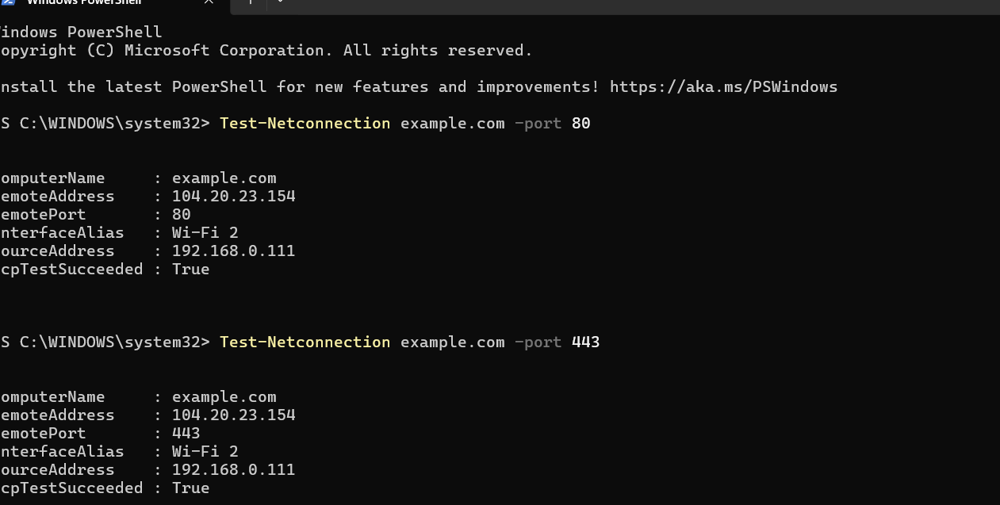 Windows PowerShell
indows PowerShell
opyright (C) Microsoft Corporation. All rights reserved.
nstall the latest PowerShell for new features and improvements! https://aka.ms/PSWindows
S C:\WINDOWS\system32> Test-Netconnection example.com -port 80
omputerName     : example.com
emoteAddress    : 104.20.23.154
emotePort       : 80
nterfaceAlias   : Wi-Fi 2
ourceAddress    : 192.168.0.111
cpTestSucceeded : True
S C:\WINDOWS\system32> Test-Netconnection example.com -port 443
omputerName     : example.com
emoteAddress    : 104.20.23.154
emotePort       : 443
nterfaceAlias   : Wi-Fi 2
ourceAddress    : 192.168.0.111
cpTestSucceeded : True